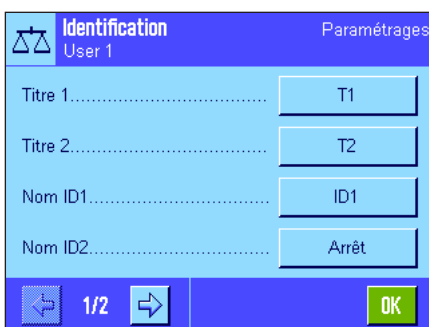 Identification Paramétrages
User 1
Titre 1.................................... T1
Titre 2.................................... T2
Nom ID1................................. ID1
Nom ID2................................. Arrêt
1/2 OK